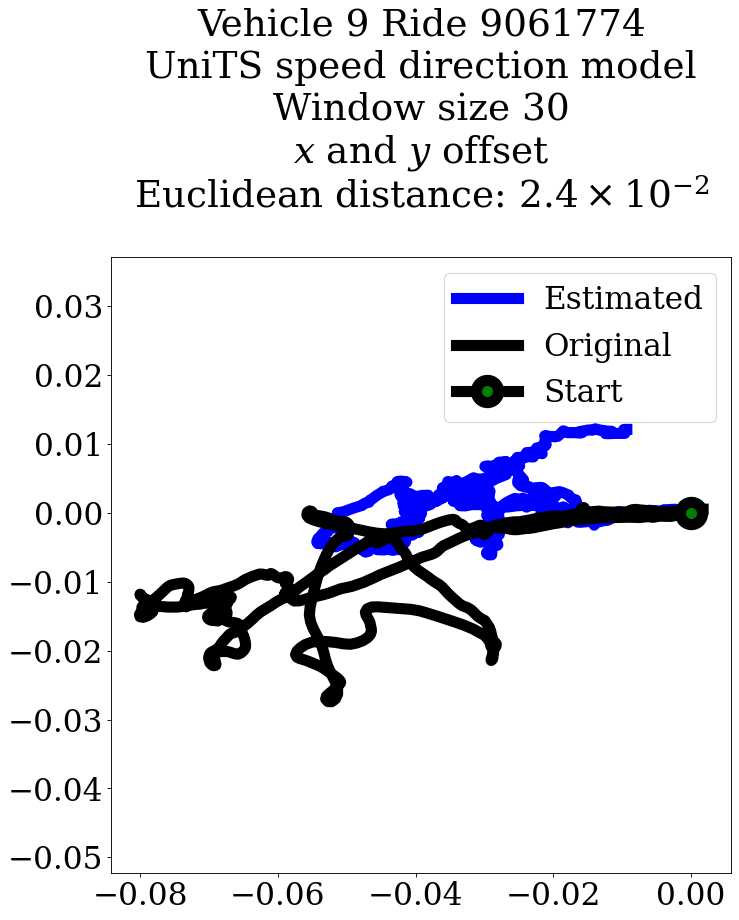 Vehicle 9 Ride 9061774
UniTS speed direction model
Window size 30
x and y offset
Euclidean distance: 2.4 × 10⁻²
Estimated
Original
Start
0.03
0.02
0.01
0.00
−0.01
−0.02
−0.03
−0.04
−0.05
−0.08 −0.06 −0.04 −0.02 0.00